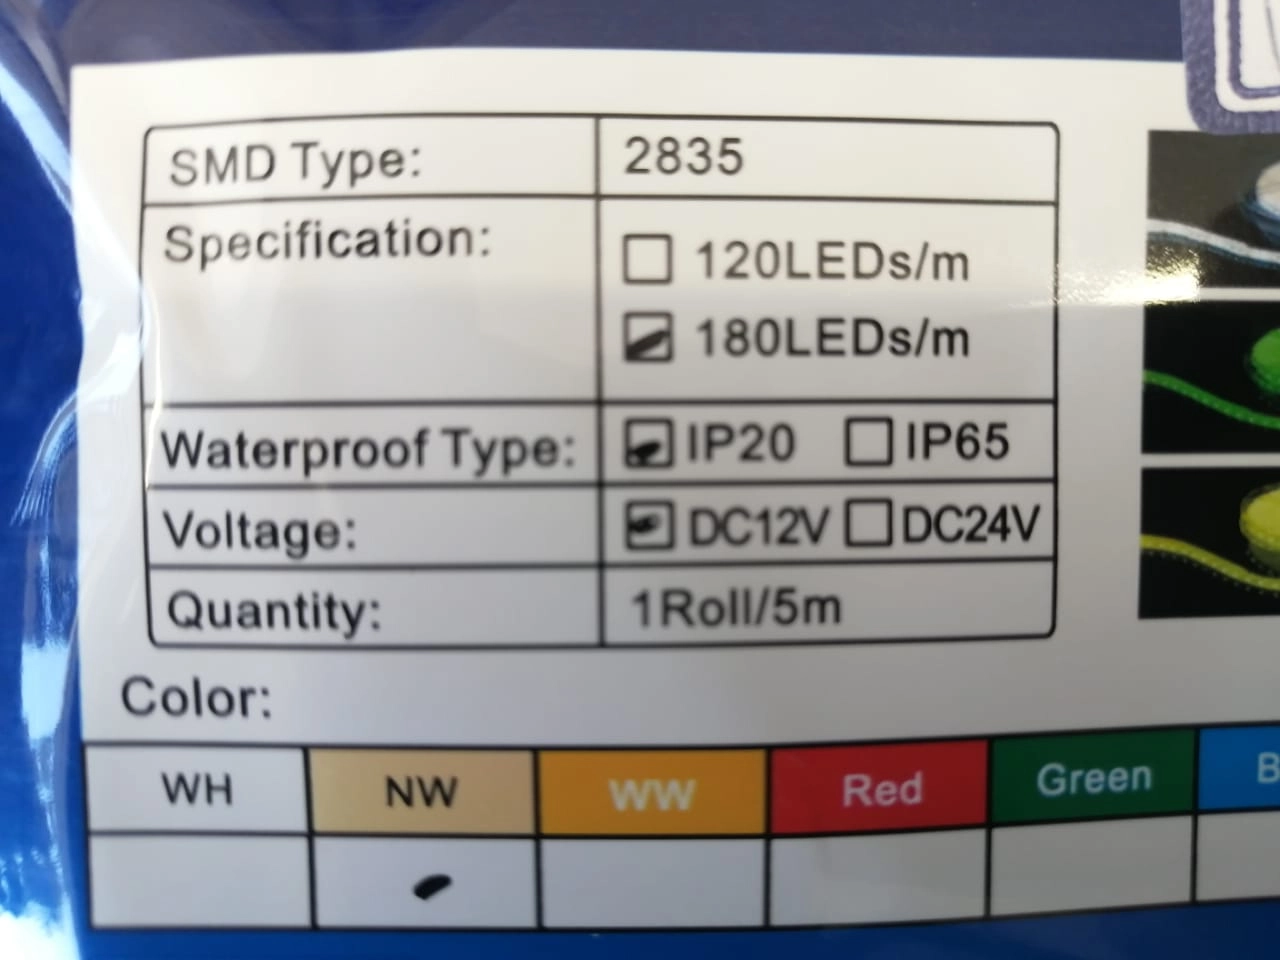 SMD Type: 2835
Specification: 120LEDs/m
180LEDs/m
Waterproof Type: IP20 IP65
Voltage: DC12V DC24V
Quantity: 1Roll/5m
Color:
WH NW WW Red Green B